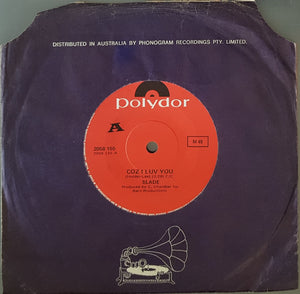 DISTRIBUTED IN AUSTRALIA BY PHONOGRAM RECORDINGS PTY. LIMITED.
polydor
A
2058 155
COZ I LUV YOU
SLADE
Produced by C. Chandler for
Barn Productions